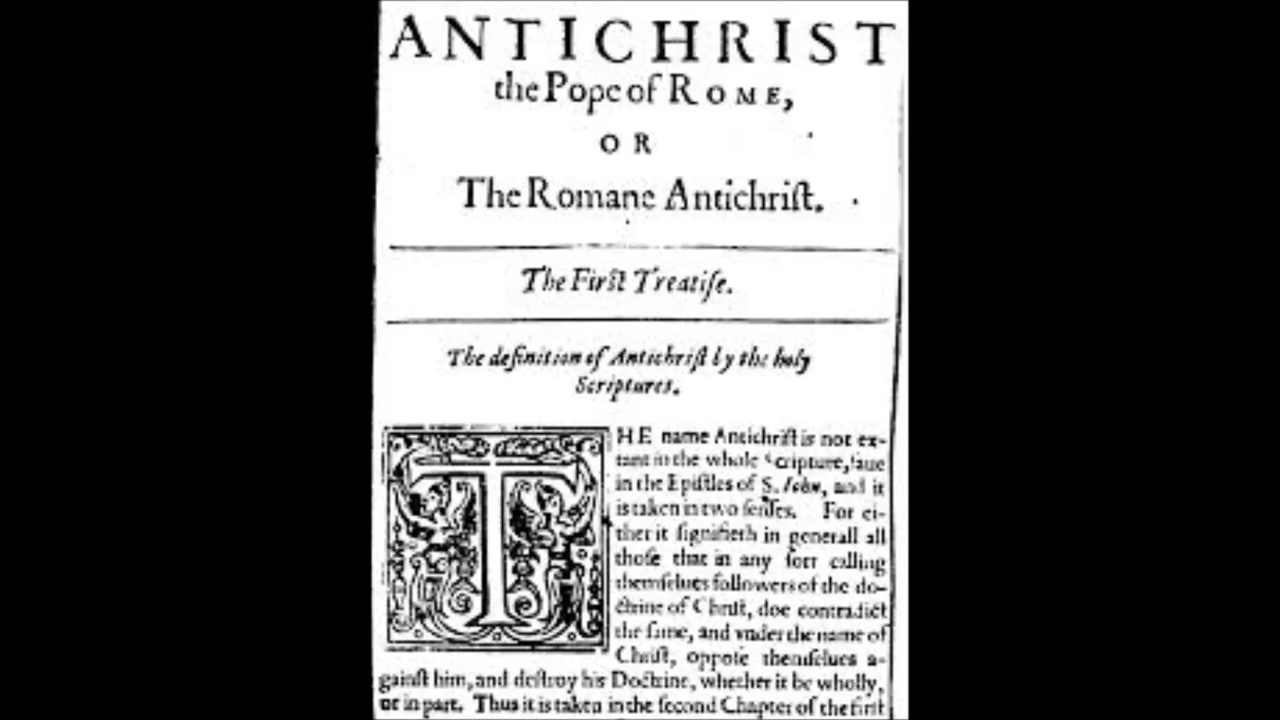 ANTICHRIST
the Pope of ROME,
OR
The Romane Antichriſt.
The Firſt Treatiſe.
The definition of Antichriſt by the holy
Scriptures.
THE name Antichriſt is not ex-
tant in the whole Scripture, ſaue
in the Epiſtles of S. Iohn, and it
is taken in two ſenſes. For ei-
ther it ſignifieth in generall all
thoſe that in any ſort calling
themſelues followers of the do-
ctrine of Chriſt, doe contradict
the ſame, and vnder the name of
Chriſt, oppoſe themſelues a-
gainſt him, and deſtroy his Doctrine, whether it be wholly,
or in part. Thus it is taken in the ſecond Chapter of the firſt